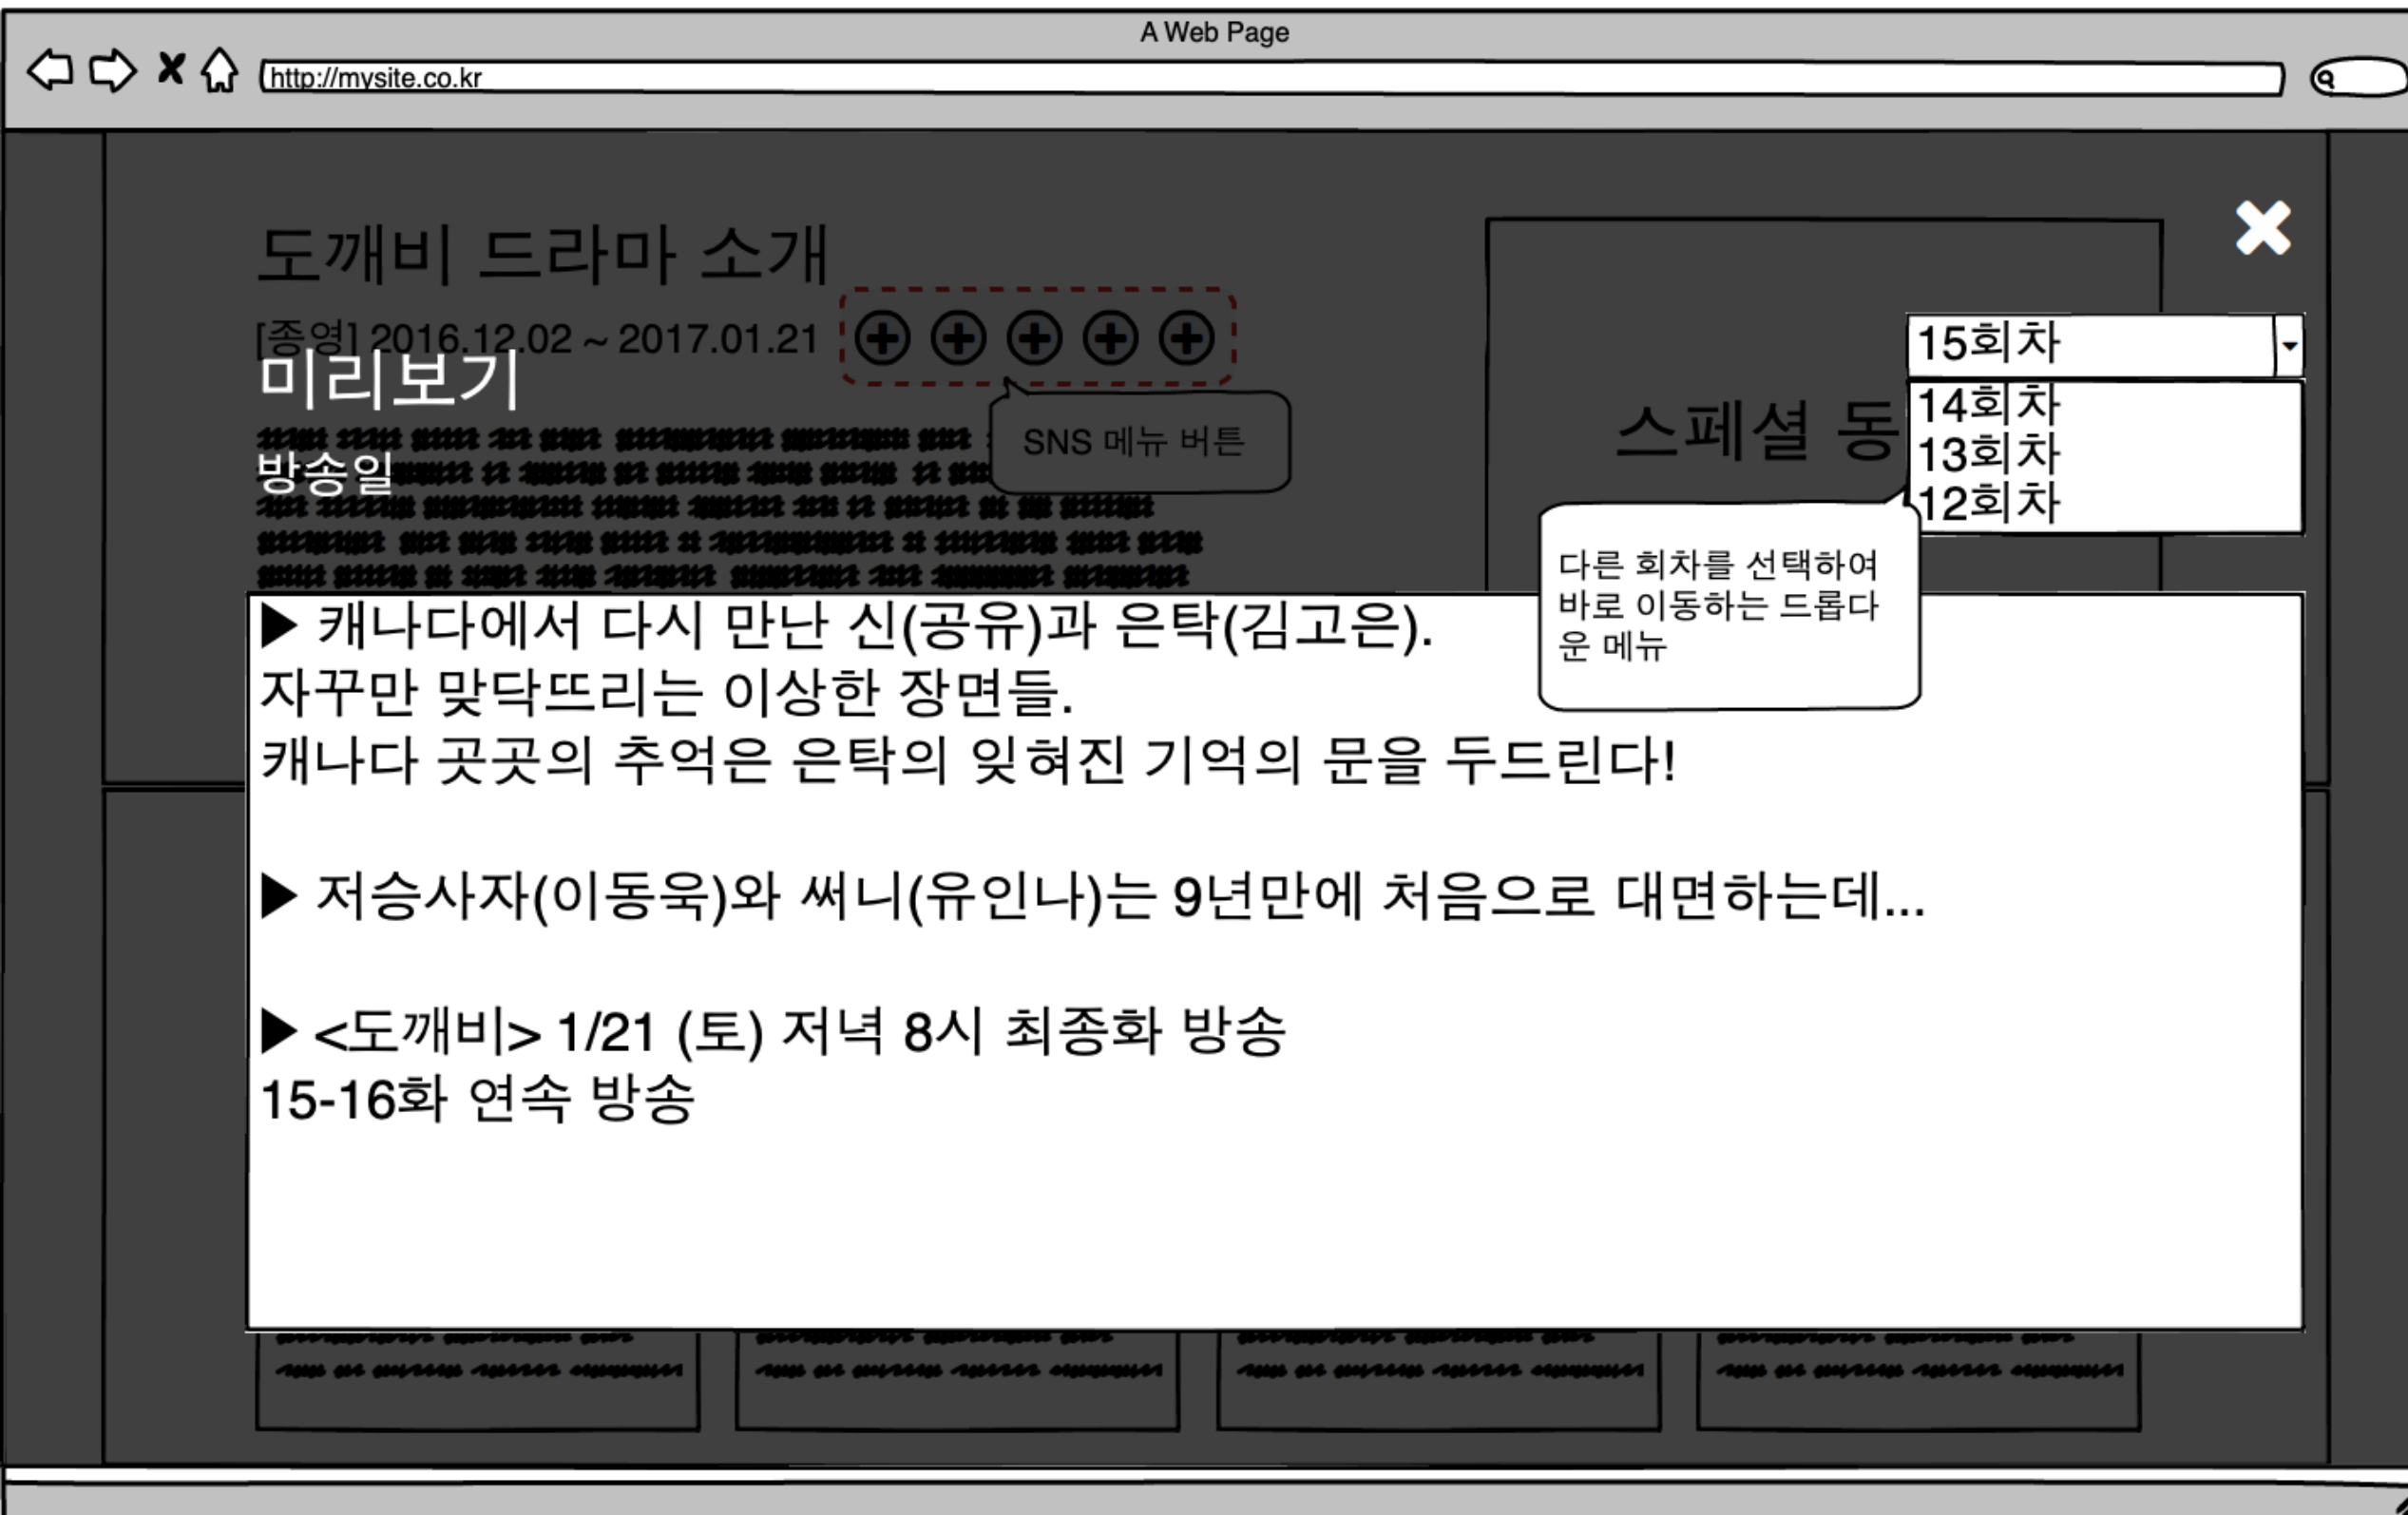 A Web Page
http://mysite.co.kr
도깨비 드라마 소개
[종영] 2016.12.02 ~ 2017.01.21
미리보기
SNS 메뉴 버튼
방송일
스페셜 동
15회차
14회차
13회차
12회차
다른 회차를 선택하여
바로 이동하는 드롭다
운 메뉴
▶ 캐나다에서 다시 만난 신(공유)과 은탁(김고은).
자꾸만 맞닥뜨리는 이상한 장면들.
캐나다 곳곳의 추억은 은탁의 잊혀진 기억의 문을 두드린다!
▶ 저승사자(이동욱)와 써니(유인나)는 9년만에 처음으로 대면하는데...
▶ <도깨비> 1/21 (토) 저녁 8시 최종화 방송
15-16화 연속 방송